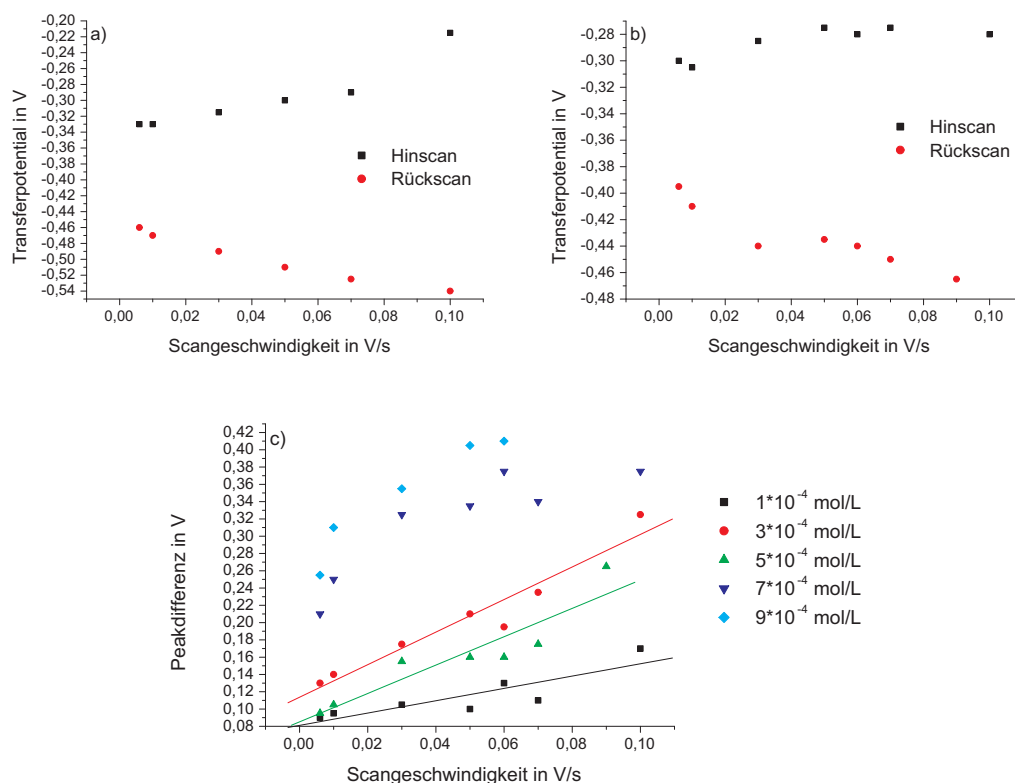 a)
-0,20
-0,22
-0,24
-0,26
-0,28
-0,30
-0,32
-0,34
-0,36
-0,38
-0,40
-0,42
-0,44
-0,46
-0,48
-0,50
-0,52
-0,54
Transferpotential in V
Hinscan
Rückscan
0,00 0,02 0,04 0,06 0,08 0,10
Scangeschwindigkeit in V/s
b)
-0,28
-0,30
-0,32
-0,34
-0,36
-0,38
-0,40
-0,42
-0,44
-0,46
-0,48
Transferpotential in V
Hinscan
Rückscan
0,00 0,02 0,04 0,06 0,08 0,10
Scangeschwindigkeit in V/s
c)
0,42
0,40
0,38
0,36
0,34
0,32
0,30
0,28
0,26
0,24
0,22
0,20
0,18
0,16
0,14
0,12
0,10
0,08
Peakdifferenz in V
1*10⁻⁴ mol/L
3*10⁻⁴ mol/L
5*10⁻⁴ mol/L
7*10⁻⁴ mol/L
9*10⁻⁴ mol/L
0,00 0,02 0,04 0,06 0,08 0,10
Scangeschwindigkeit in V/s